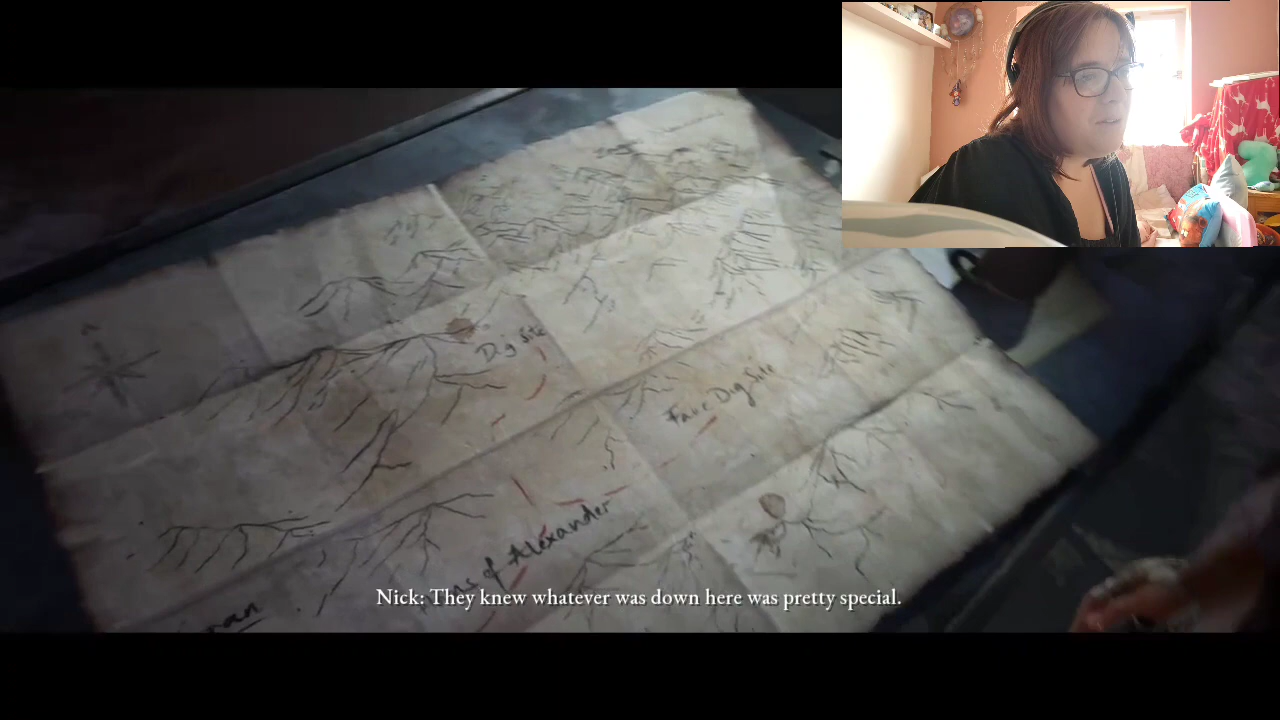 Dig Site
Fake Dig Site
of Alexander
Nick: They knew whatever was down here was pretty special.